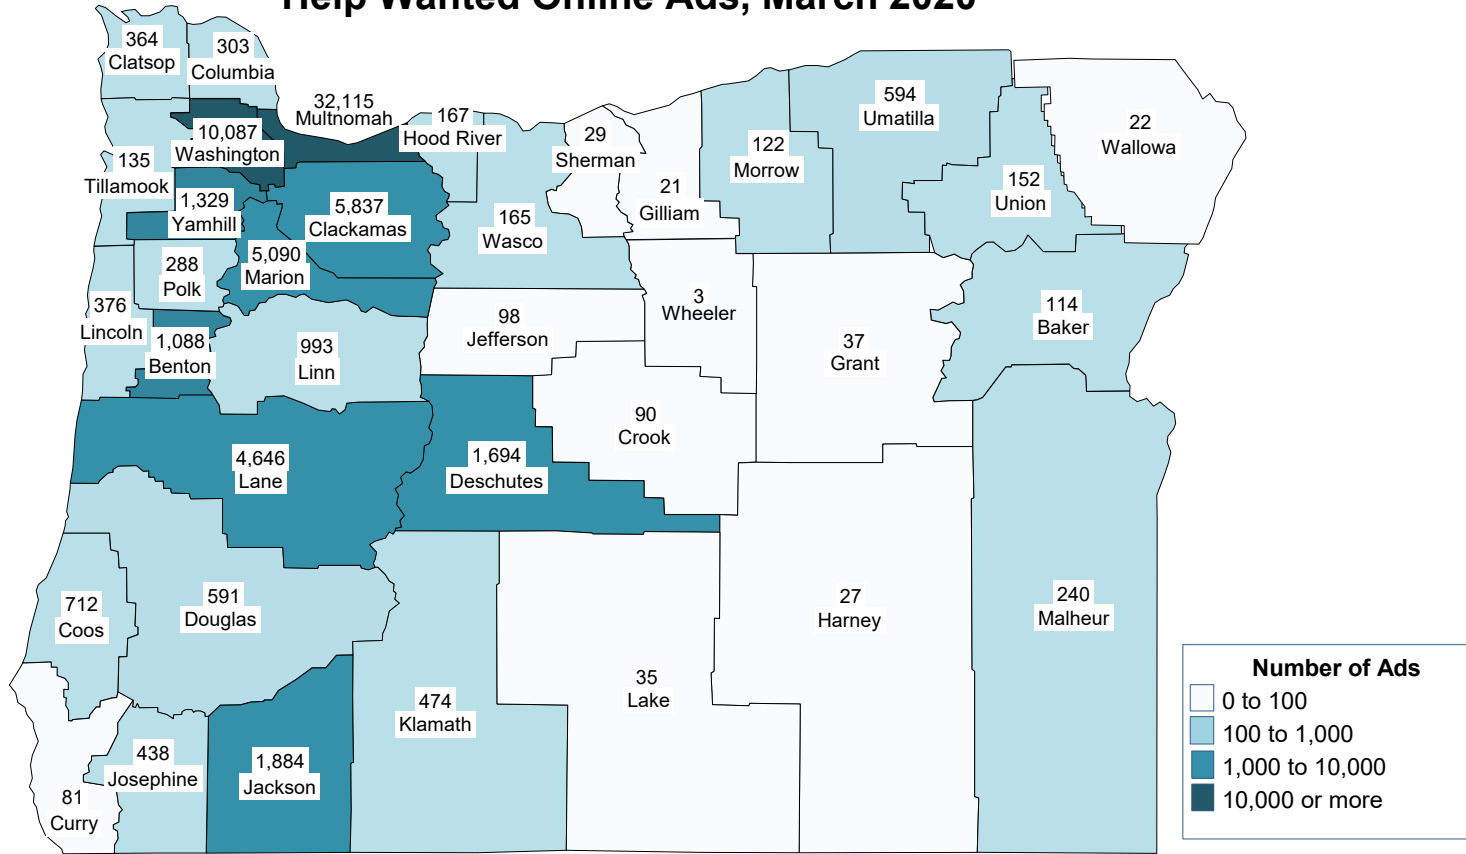 Help Wanted Online Ads, March 2020
364
Clatsop
303
Columbia
32,115
Multnomah
167
Hood River
10,087
Washington
135
Tillamook
1,329
Yamhill
5,837
Clackamas
165
Wasco
29
Sherman
21
Gilliam
122
Morrow
594
Umatilla
152
Union
22
Wallowa
288
Polk
5,090
Marion
376
Lincoln
1,088
Benton
993
Linn
98
Jefferson
3
Wheeler
37
Grant
114
Baker
90
Crook
4,646
Lane
1,694
Deschutes
712
Coos
591
Douglas
27
Harney
240
Malheur
35
Lake
474
Klamath
438
Josephine
1,884
Jackson
81
Curry
Number of Ads
0 to 100
100 to 1,000
1,000 to 10,000
10,000 or more